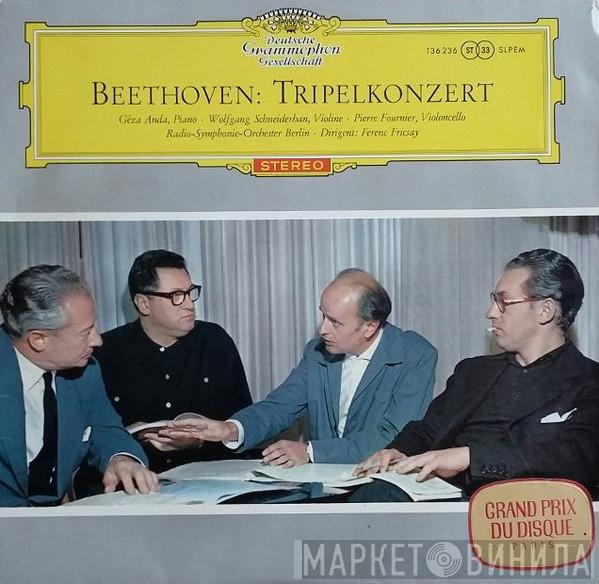 Deutsche
Grammophon
Gesellschaft
136 236 ST 33 SLPEM
BEETHOVEN: TRIPELKONZERT
Géza Anda, Piano · Wolfgang Schneiderhan, Violine · Pierre Fournier, Violoncello
Radio-Symphonie-Orchester Berlin · Dirigent: Ferenc Fricsay
STEREO
GRAND PRIX
DU DISQUE
PARIS
МАРКЕТ ВИНИЛА